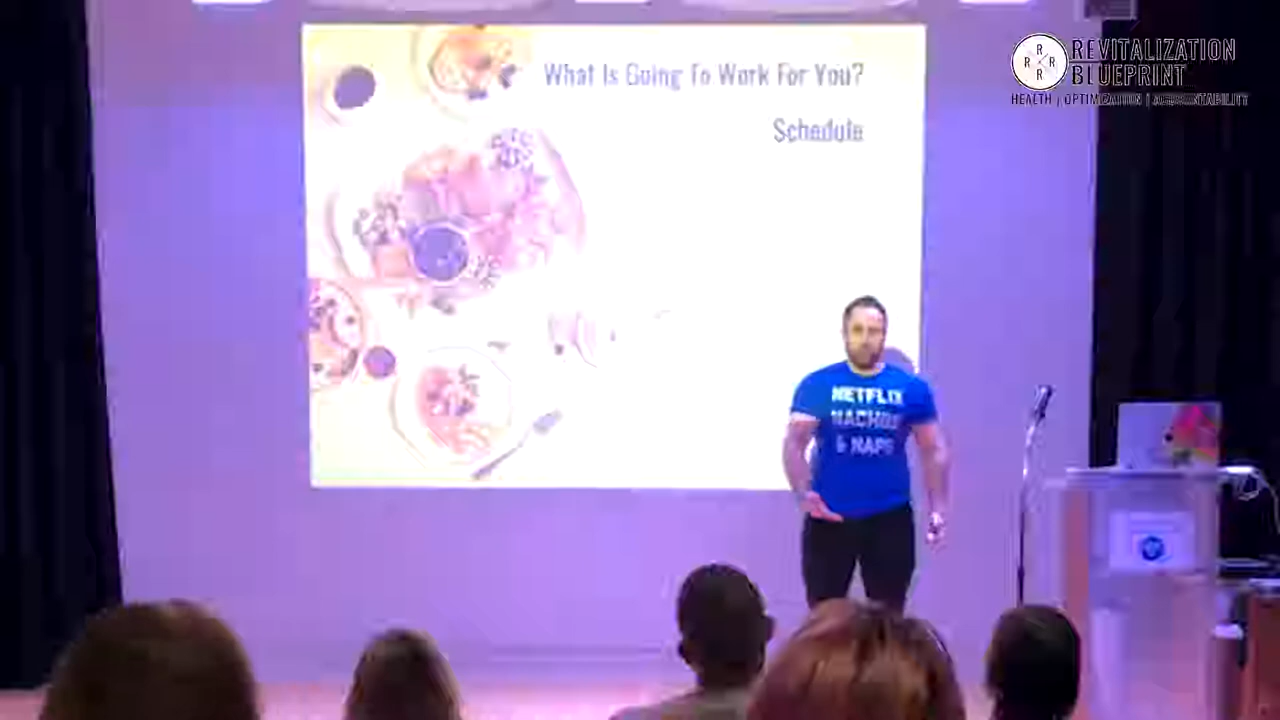 What Is Going To Work For You?
Schedule
REVITALIZATION
BLUEPRINT
HEALTH | OPTIMIZATION | ACCOUNTABILITY
R
R R
R
NETFLIX
NACHOS
& NAPS